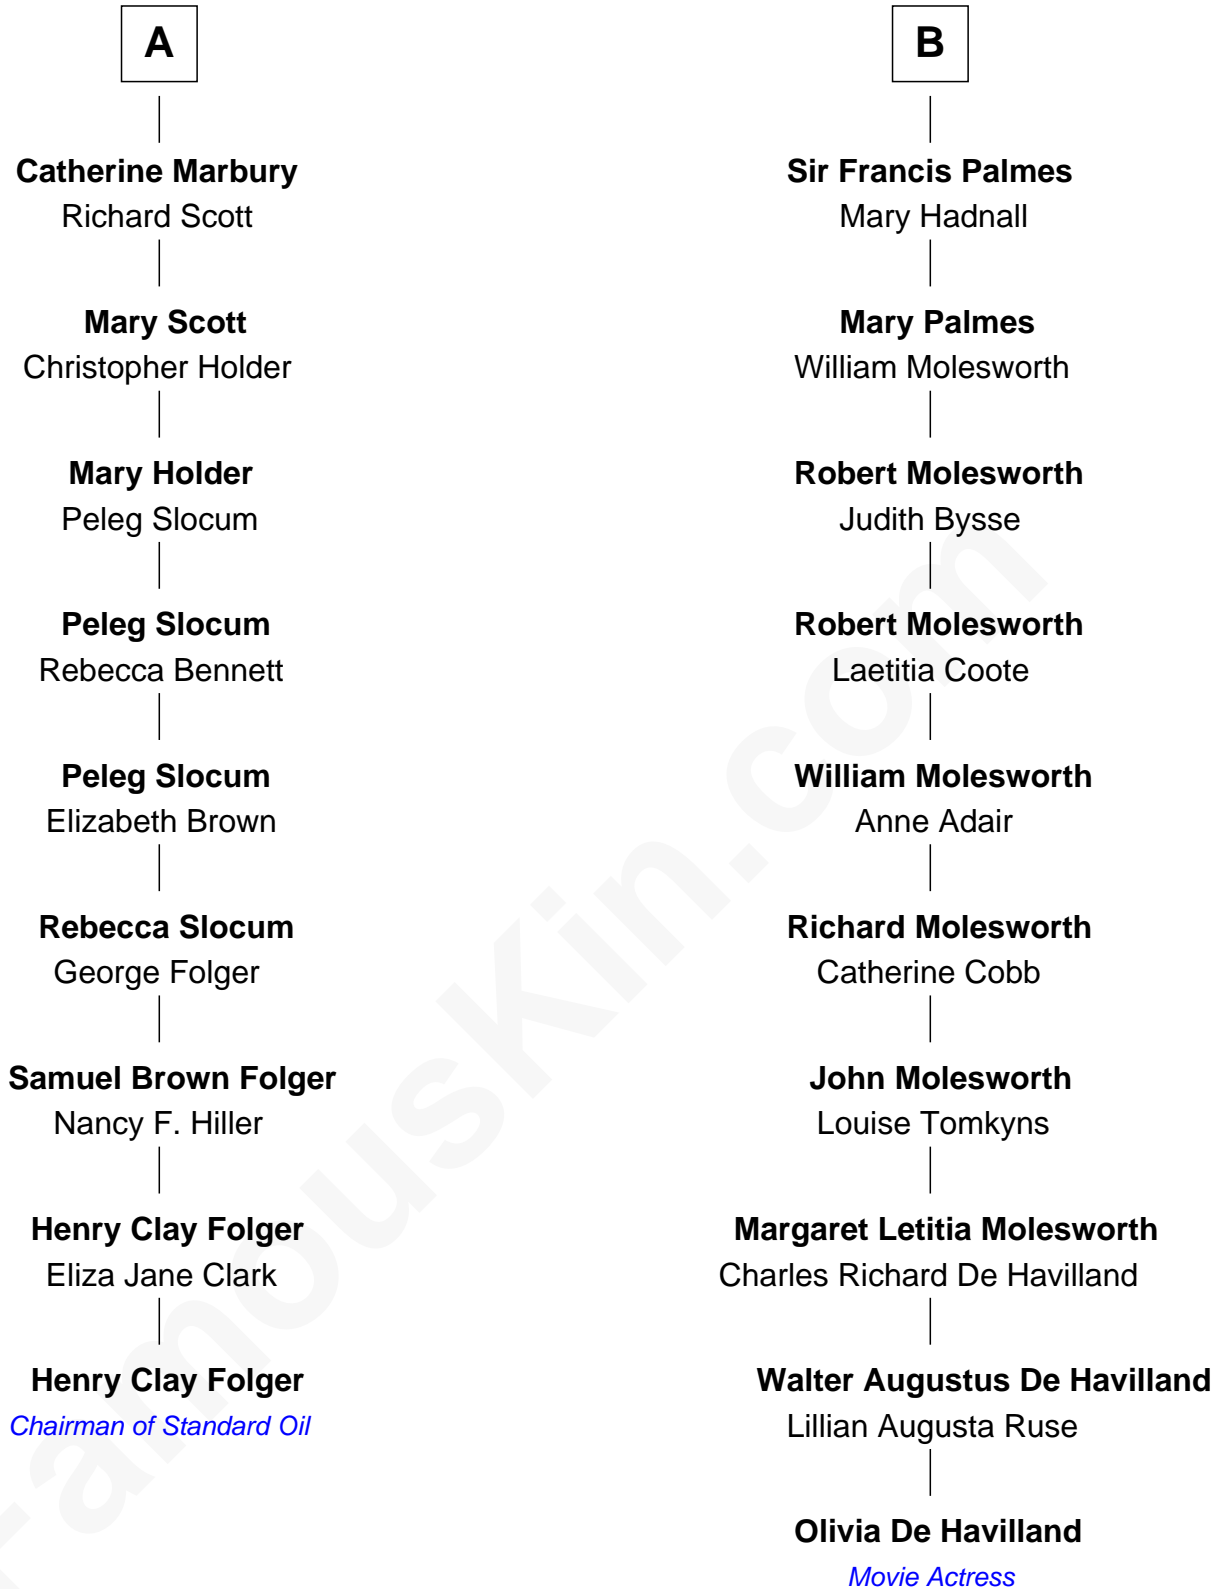 A
Catherine Marbury
Richard Scott
Mary Scott
Christopher Holder
Mary Holder
Peleg Slocum
Peleg Slocum
Rebecca Bennett
Peleg Slocum
Elizabeth Brown
Rebecca Slocum
George Folger
Samuel Brown Folger
Nancy F. Hiller
Henry Clay Folger
Eliza Jane Clark
Henry Clay Folger
Chairman of Standard Oil
B
Sir Francis Palmes
Mary Hadnall
Mary Palmes
William Molesworth
Robert Molesworth
Judith Bysse
Robert Molesworth
Laetitia Coote
William Molesworth
Anne Adair
Richard Molesworth
Catherine Cobb
John Molesworth
Louise Tomkyns
Margaret Letitia Molesworth
Charles Richard De Havilland
Walter Augustus De Havilland
Lillian Augusta Ruse
Olivia De Havilland
Movie Actress
FamousKin.com